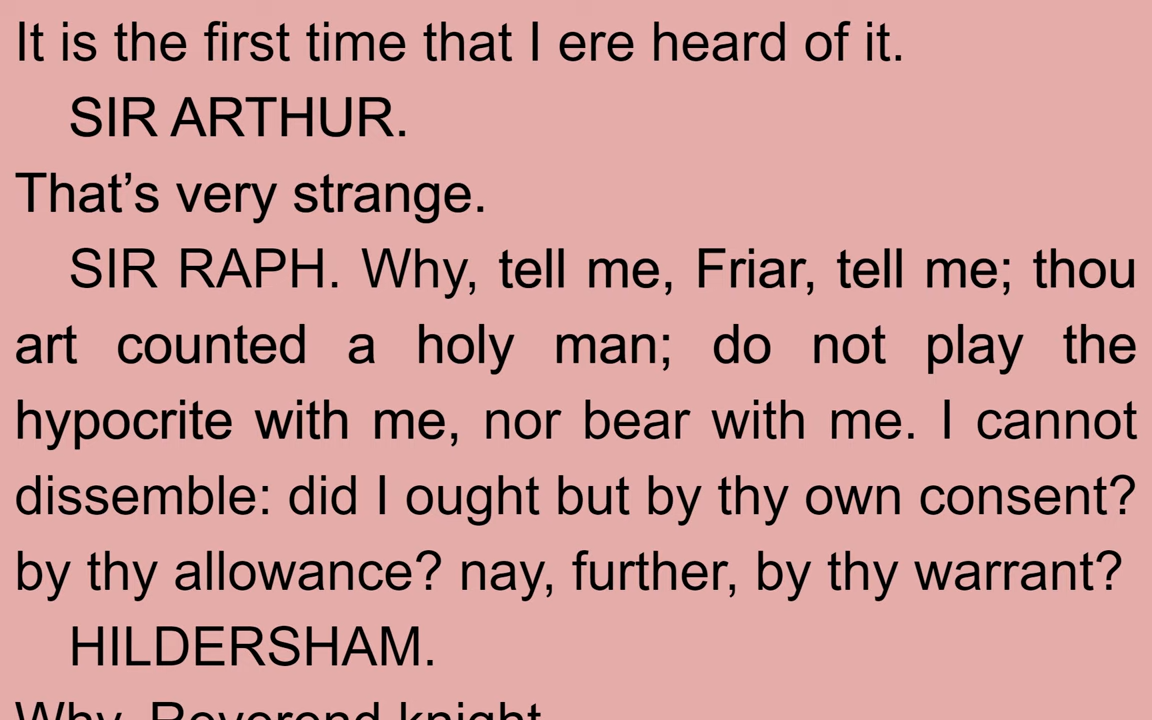 It is the first time that I ere heard of it.
SIR ARTHUR.
That’s very strange.
SIR RAPH. Why, tell me, Friar, tell me; thou
art counted a holy man; do not play the
hypocrite with me, nor bear with me. I cannot
dissemble: did I ought but by thy own consent?
by thy allowance? nay, further, by thy warrant?
HILDERSHAM.
Why, Reverend knight